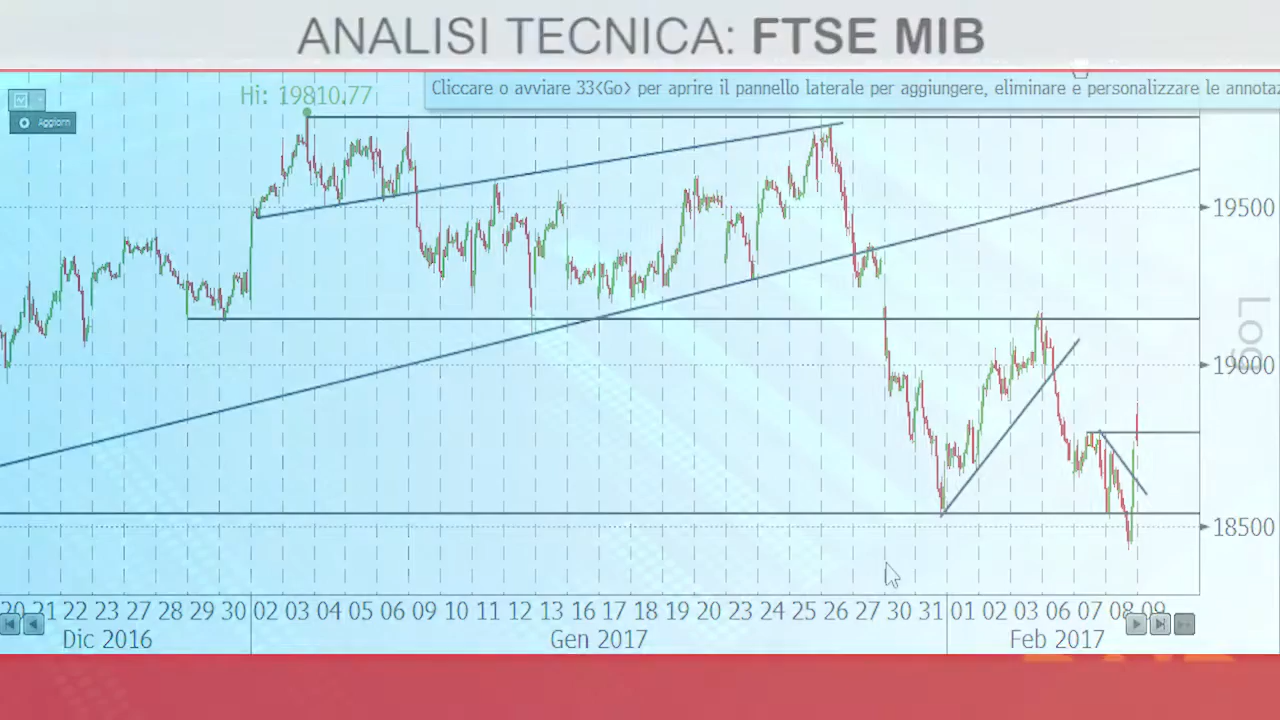 ANALISI TECNICA: FTSE MIB
Cliccare o avviare 33<Go> per aprire il pannello laterale per aggiungere, eliminare e personalizzare le annotaz
Hi: 19810.77
Aggiorn
19500
Log
19000
18500
20 21 22 23 27 28 29 30 02 03 04 05 06 09 10 11 12 13 16 17 18 19 20 23 24 25 26 27 30 31 01 02 03 06 07 08 09
Dic 2016 Gen 2017 Feb 2017